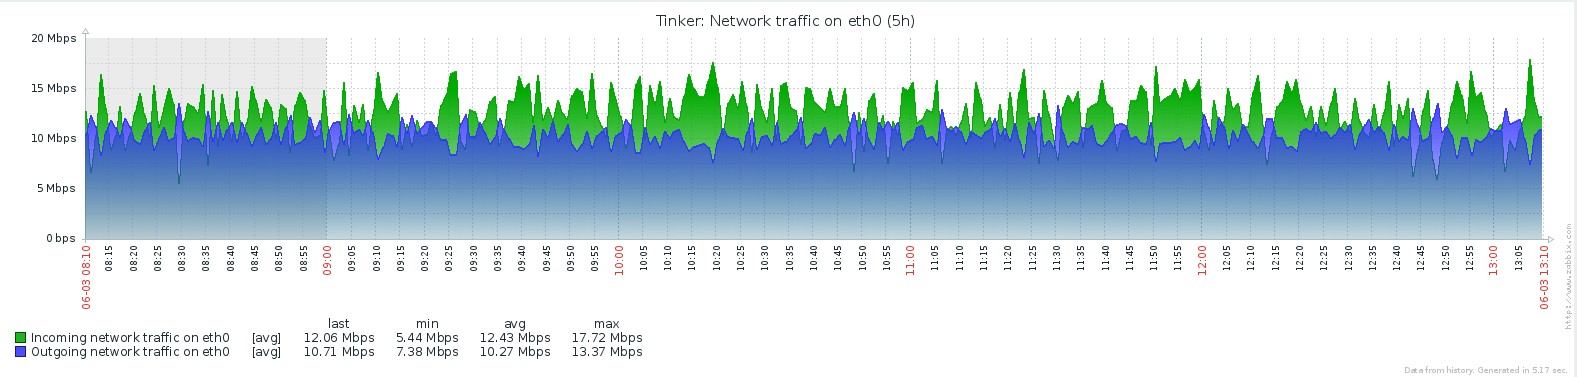 Tinker: Network traffic on eth0 (5h)
20 Mbps
15 Mbps
10 Mbps
5 Mbps
0 bps
06-03 08:10 08:15 08:20 08:25 08:30 08:35 08:40 08:45 08:50 08:55 09:00 09:05 09:10 09:15 09:20 09:25 09:30 09:35 09:40 09:45 09:50 09:55 10:00 10:05 10:10 10:15 10:20 10:25 10:30 10:35 10:40 10:45 10:50 10:55 11:00 11:05 11:10 11:15 11:20 11:25 11:30 11:35 11:40 11:45 11:50 11:55 12:00 12:05 12:10 12:15 12:20 12:25 12:30 12:35 12:40 12:45 12:50 12:55 13:00 13:05 06-03 13:10
http://www.zabbix.com
last min avg max
Incoming network traffic on eth0 [avg] 12.06 Mbps 5.44 Mbps 12.43 Mbps 17.72 Mbps
Outgoing network traffic on eth0 [avg] 10.71 Mbps 7.38 Mbps 10.27 Mbps 13.37 Mbps
Data from history. Generated in 5.17 sec.